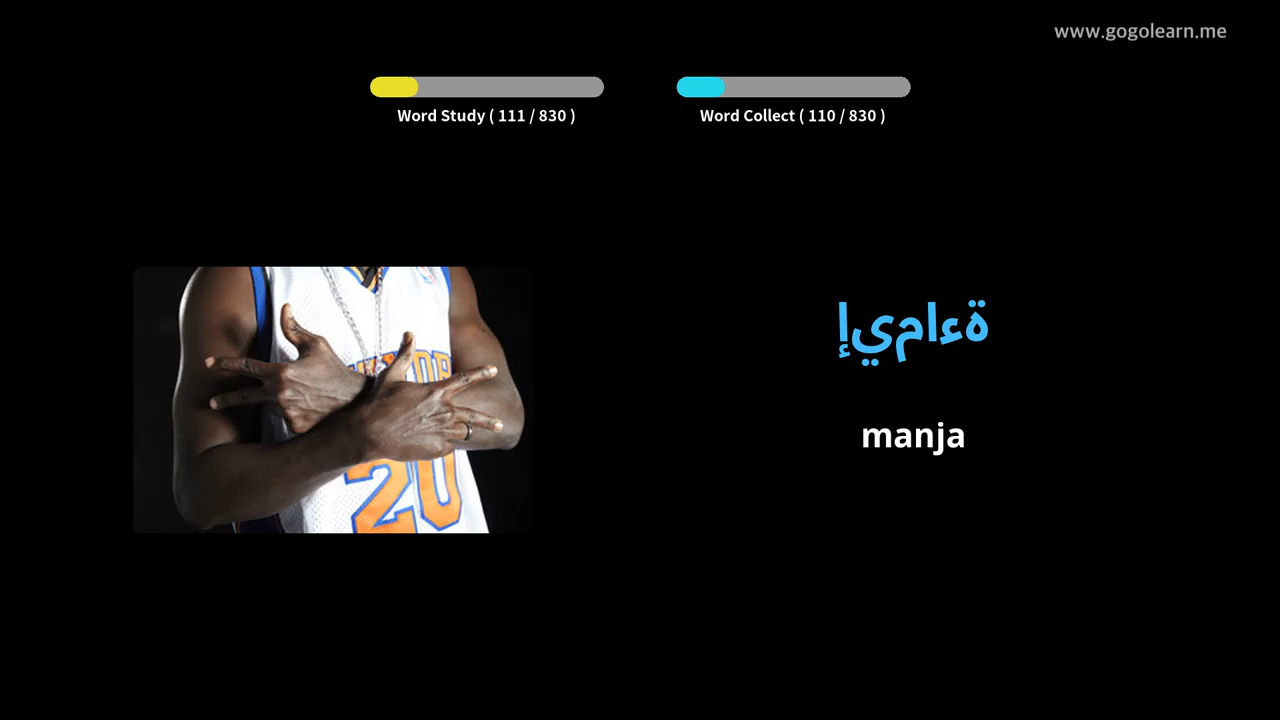 www.gogolearn.me
Word Study ( 111 / 830 )
Word Collect ( 110 / 830 )
إيماءة
manja
20